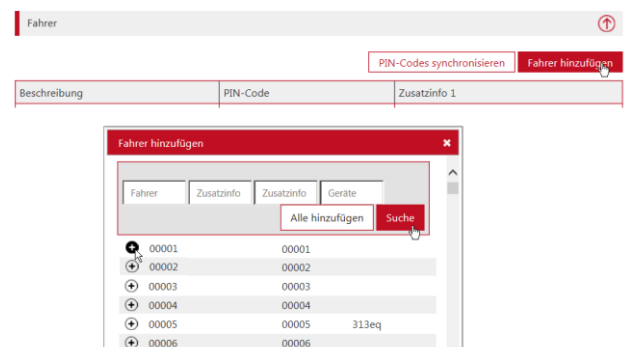 Fahrer
PIN-Codes synchronisieren Fahrer hinzufügen
Beschreibung PIN-Code Zusatzinfo 1
Fahrer hinzufügen
Fahrer Zusatzinfo Zusatzinfo Geräte
Alle hinzufügen Suche
00001 00001
00002 00002
00003 00003
00004 00004
00005 00005 313eq
00006 00006